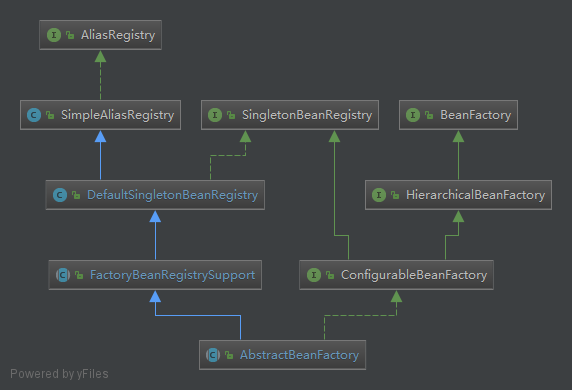 I AliasRegistry
C SimpleAliasRegistry
I SingletonBeanRegistry
I BeanFactory
C DefaultSingletonBeanRegistry
I HierarchicalBeanFactory
C FactoryBeanRegistrySupport
I ConfigurableBeanFactory
C AbstractBeanFactory
Powered by yFiles